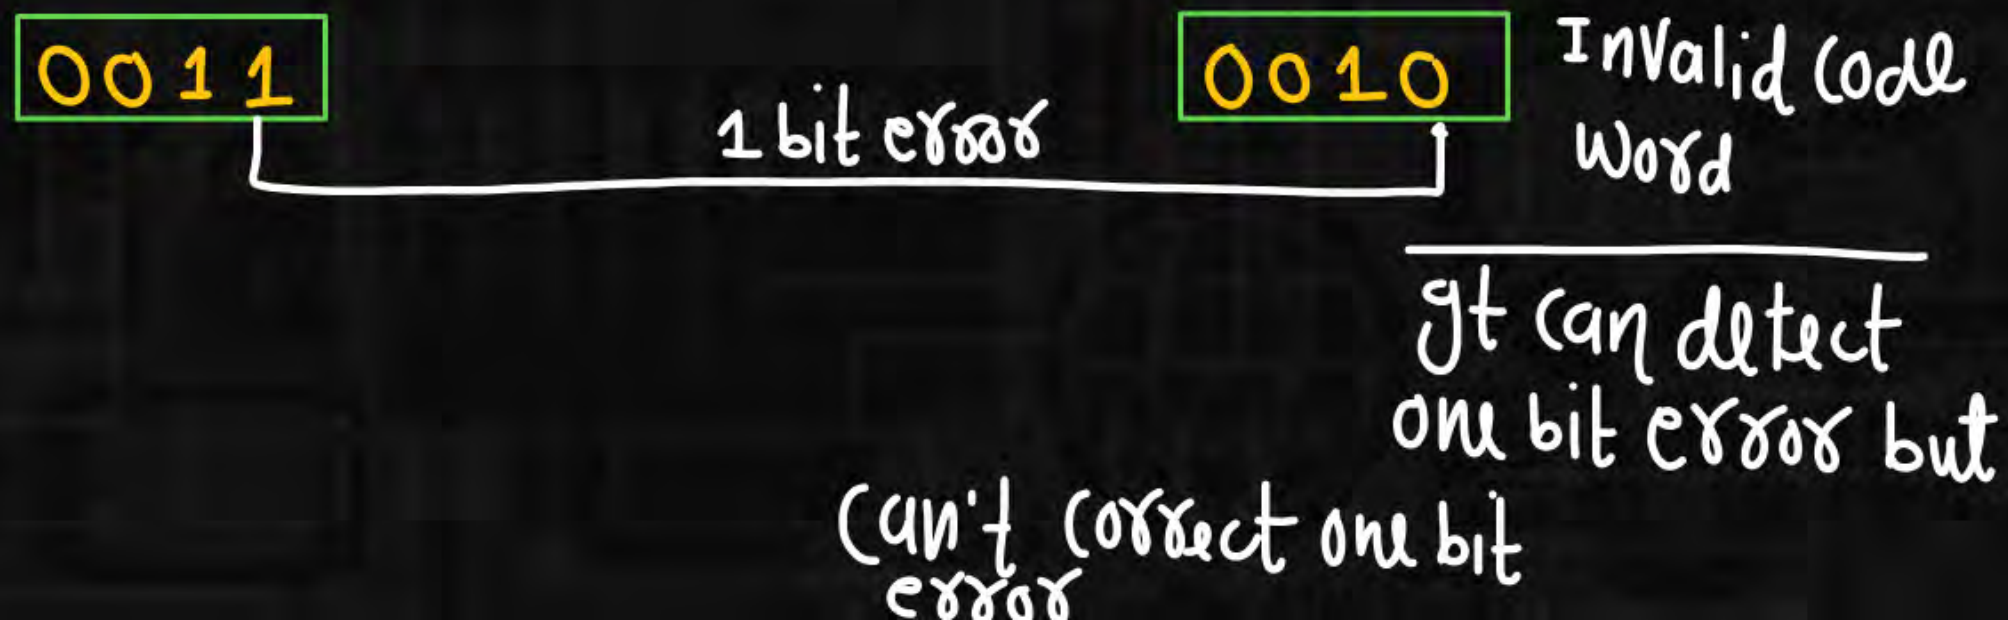 0011
1 bit error
0010
Invalid code
word
It can detect
one bit error but
can't correct one bit
error